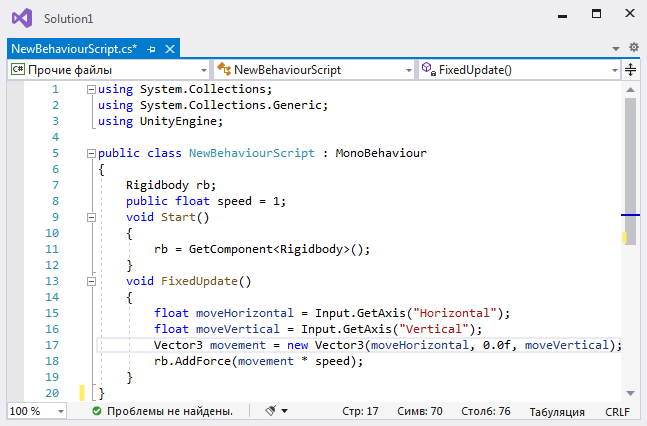 Solution1
NewBehaviourScript.cs*
C# Прочие файлы NewBehaviourScript FixedUpdate()
1 using System.Collections;
2 using System.Collections.Generic;
3 using UnityEngine;
4
5 public class NewBehaviourScript : MonoBehaviour
6 {
7 Rigidbody rb;
8 public float speed = 1;
9 void Start()
10 {
11 rb = GetComponent<Rigidbody>();
12 }
13 void FixedUpdate()
14 {
15 float moveHorizontal = Input.GetAxis("Horizontal");
16 float moveVertical = Input.GetAxis("Vertical");
17 Vector3 movement = new Vector3(moveHorizontal, 0.0f, moveVertical);
18 rb.AddForce(movement * speed);
19 }
20 }
100 % Проблемы не найдены. Стр: 17 Симв: 70 Столб: 76 Табуляция CRLF